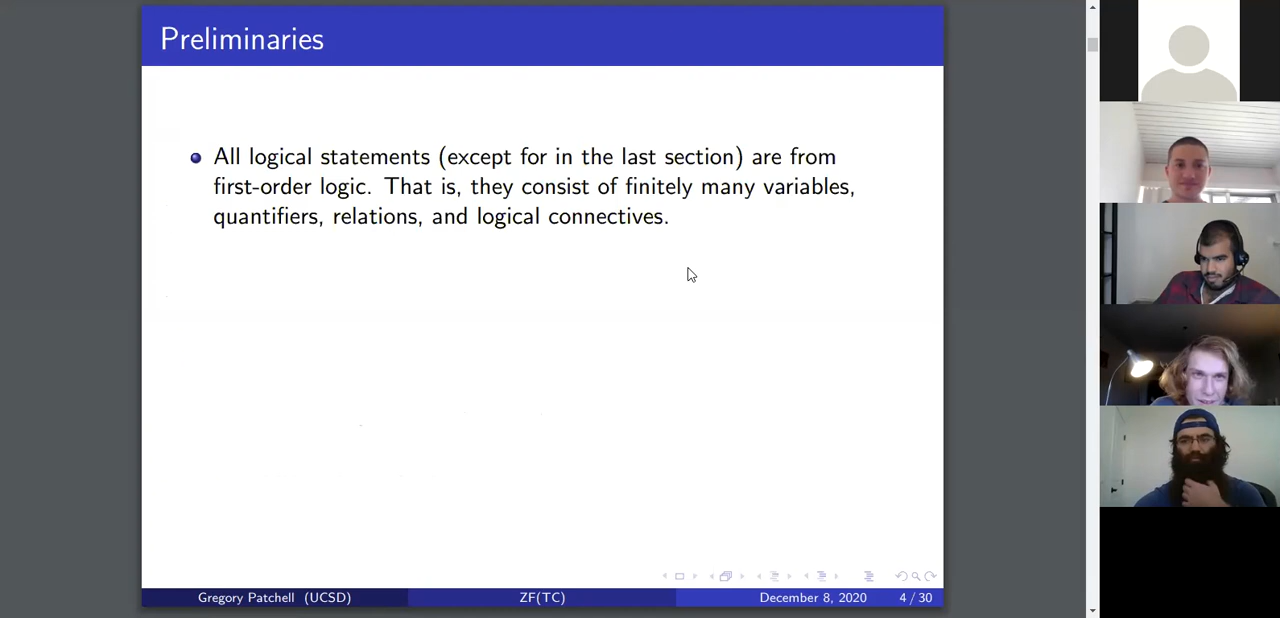 Preliminaries
All logical statements (except for in the last section) are from
first-order logic. That is, they consist of finitely many variables,
quantifiers, relations, and logical connectives.
Gregory Patchell (UCSD) ZF(TC) December 8, 2020 4 / 30